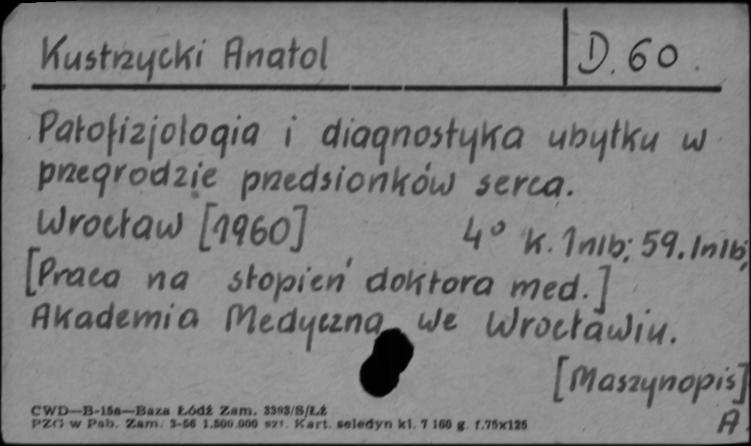 Kustrzycki Anatol
D. 60.
Patofizjologia i diagnostyka ubytku w
przegrodzie przedsionków serca.
Wrocław [1960] 4° k. 1nlb; 59. lnlb;
[Praca na stopień doktora med.]
Akademia Medyczna we Wrocławiu.
[Maszynopis]
A
CWD—B-15a—Baza Łódź Zam. 3393/S/Łż
PZG w Pab. Zam. 3-56 1.500.000 szt. Kart. seledyn kl. 7 160 g. f.75x125